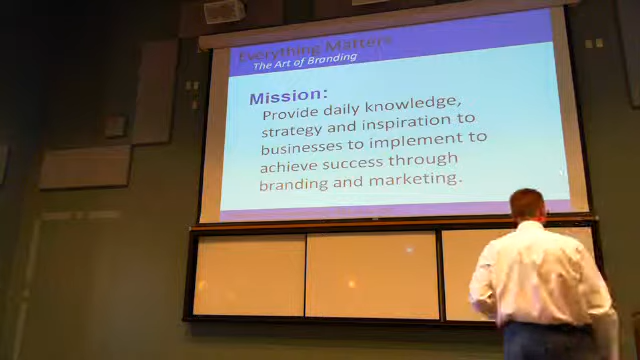 Everything Matters
The Art of Branding
Mission:
Provide daily knowledge,
strategy and inspiration to
businesses to implement to
achieve success through
branding and marketing.